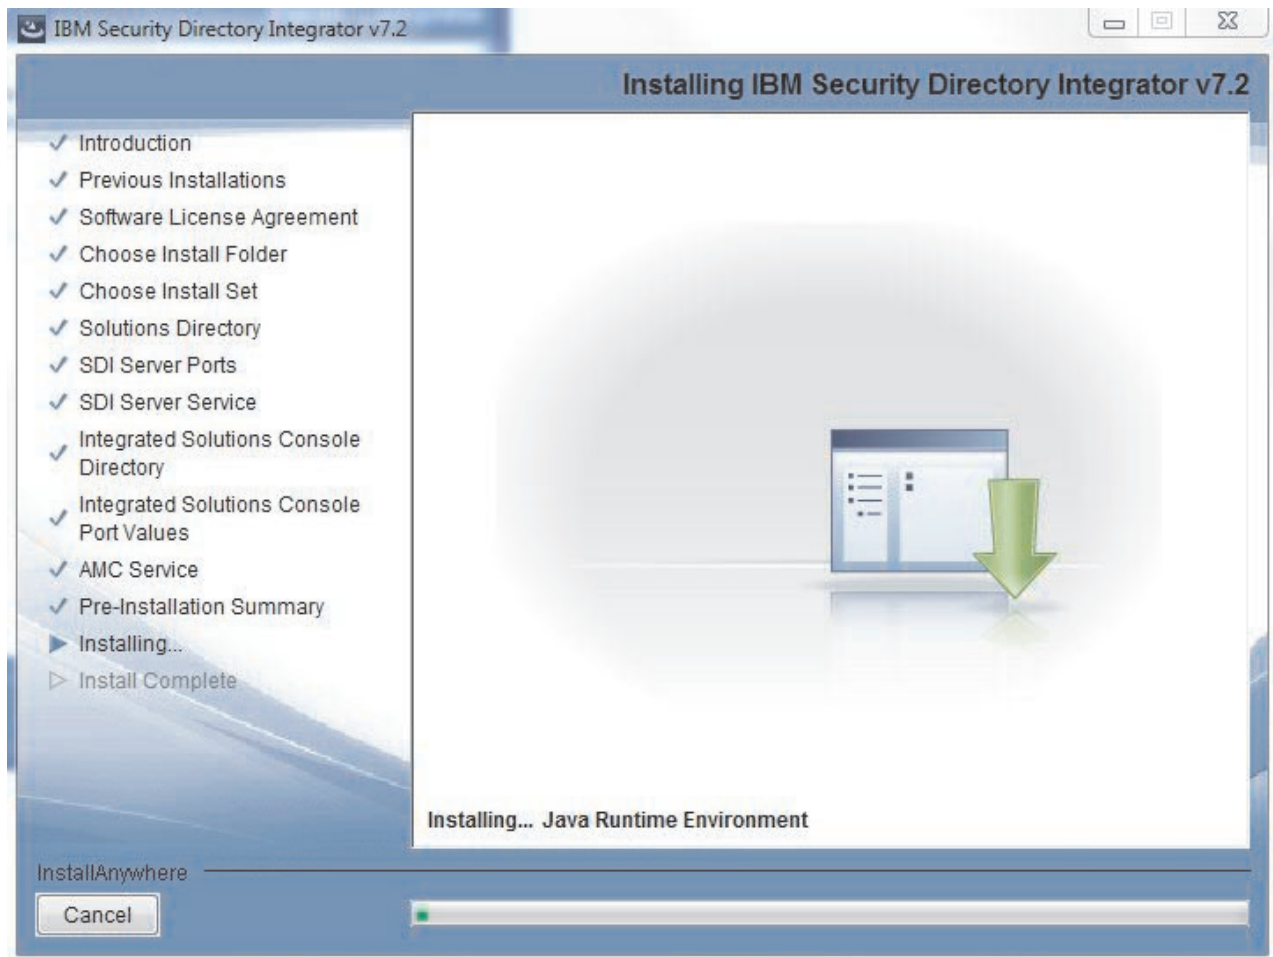 IBM Security Directory Integrator v7.2
Installing IBM Security Directory Integrator v7.2
Introduction
Previous Installations
Software License Agreement
Choose Install Folder
Choose Install Set
Solutions Directory
SDI Server Ports
SDI Server Service
Integrated Solutions Console
Directory
Integrated Solutions Console
Port Values
AMC Service
Pre-Installation Summary
Installing...
Install Complete
Installing... Java Runtime Environment
InstallAnywhere
Cancel